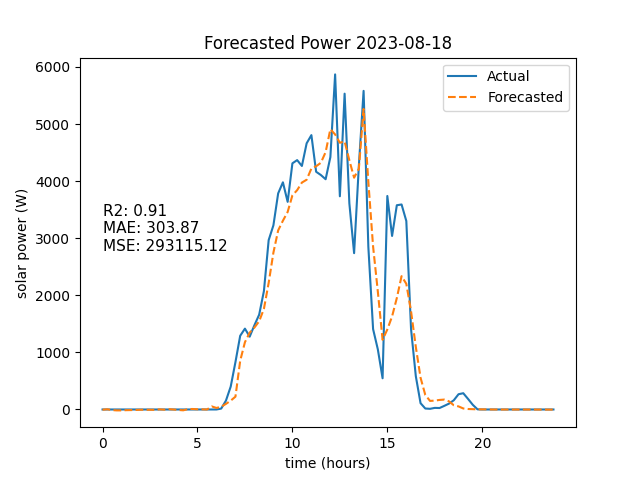 Forecasted Power 2023-08-18
6000
5000
4000
3000
2000
1000
0
solar power (W)
Actual
Forecasted
R2: 0.91
MAE: 303.87
MSE: 293115.12
0 5 10 15 20
time (hours)